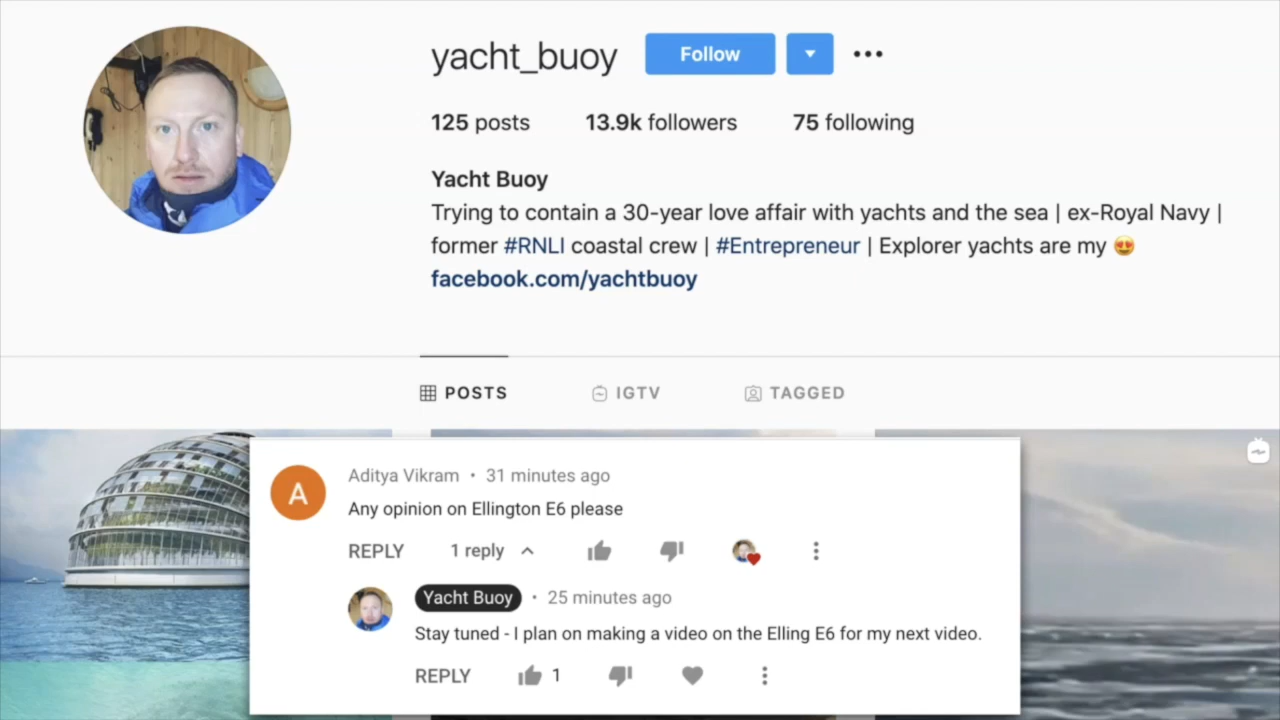 yacht_buoy Follow
125 posts 13.9k followers 75 following
Yacht Buoy
Trying to contain a 30-year love affair with yachts and the sea | ex-Royal Navy |
former #RNLI coastal crew | #Entrepreneur | Explorer yachts are my 😍
facebook.com/yachtbuoy
POSTS IGTV TAGGED
A
Aditya Vikram • 31 minutes ago
Any opinion on Ellington E6 please
REPLY 1 reply
Yacht Buoy • 25 minutes ago
Stay tuned - I plan on making a video on the Elling E6 for my next video.
REPLY 1